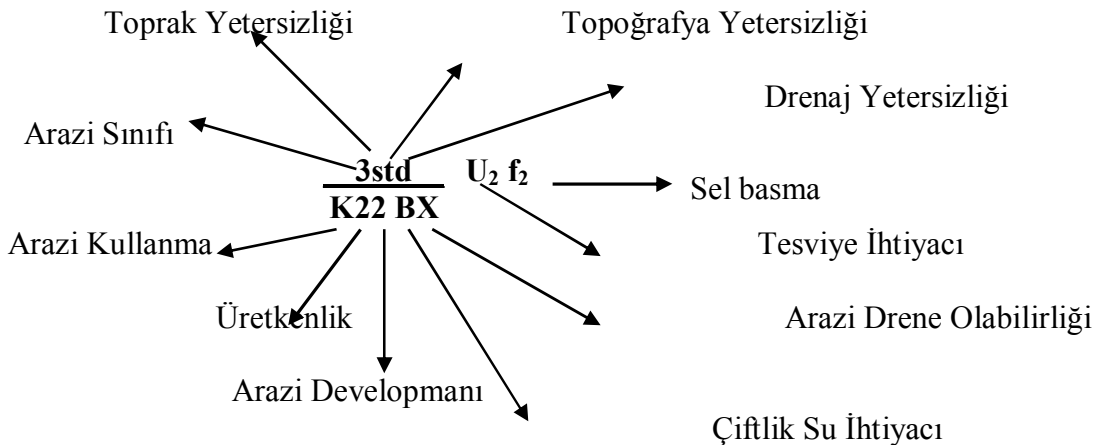 Toprak Yetersizliği
Topoğrafya Yetersizliği
Drenaj Yetersizliği
Arazi Sınıfı
3std U₂ f₂
Sel basma
K22 BX
Arazi Kullanma
Tesviye İhtiyacı
Üretkenlik
Arazi Drene Olabilirliği
Arazi Developmanı
Çiftlik Su İhtiyacı